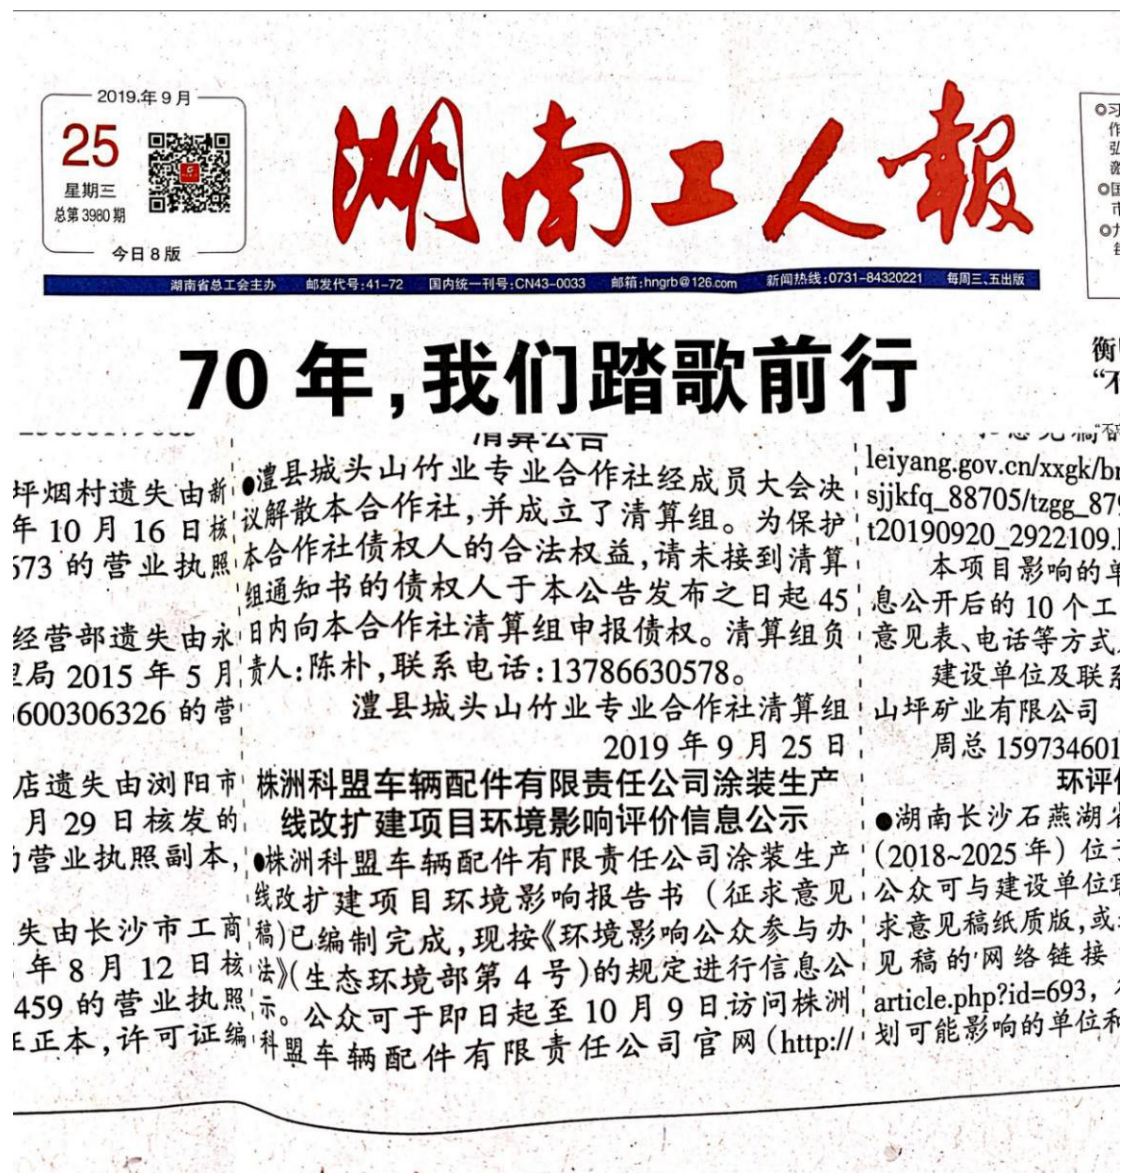 2019年9月
25
星期三
总第3980期
今日8版
湖南工人报
湖南省总工会主办 邮发代号:41-72 国内统一刊号:CN43-0033 邮箱:hngrb@126.com 新闻热线:0731-84320221 每周三、五出版
70年,我们踏歌前行
坪烟村遗失由新
年10月16日核
673的营业执照
经营部遗失由永
局2015年5月
600306326的营
店遗失由浏阳市
月29日核发的
营业执照副本,
失由长沙市工商
年8月12日核
459的营业执照
正本,许可证编
清算公告
●澧县城头山竹业专业合作社经成员大会决
议解散本合作社,并成立了清算组。为保护
本合作社债权人的合法权益,请未接到清算
组通知书的债权人于本公告发布之日起45
日内向本合作社清算组申报债权。清算组负
责人:陈朴,联系电话:13786630578。
澧县城头山竹业专业合作社清算组
2019年9月25日
株洲科盟车辆配件有限责任公司涂装生产
线改扩建项目环境影响评价信息公示
●株洲科盟车辆配件有限责任公司涂装生产
线改扩建项目环境影响报告书(征求意见
稿)已编制完成,现按《环境影响公众参与办
法》(生态环境部第4号)的规定进行信息公
示。公众可于即日起至10月9日访问株洲
科盟车辆配件有限责任公司官网(http://
leiyang.gov.cn/xxgk/
sjjkfq_88705/tzgg_879
t20190920_2922109.
本项目影响的单
息公开后的10个工
意见表、电话等方式
建设单位及联系
山坪矿业有限公司
周总 159734601
环评
●湖南长沙石燕湖
(2018~2025年)位于
公众可与建设单位联
求意见稿纸质版,或
见稿的网络链接
article.php?id=693,
划可能影响的单位和